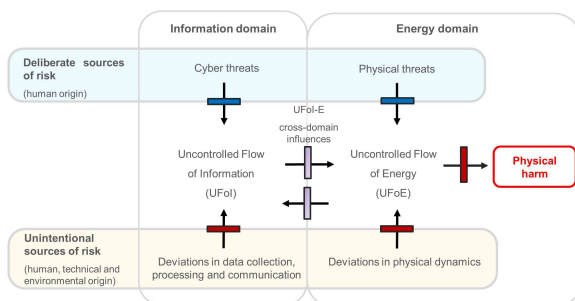 Information domain
Energy domain
Deliberate sources of
risk
(human origin)
Cyber threats
Physical threats
UFoI-E
cross-domain
influences
Uncontrolled Flow
of Information
(UFoI)
Uncontrolled Flow
of Energy
(UFoE)
Physical
harm
Unintentional
sources of risk
(human, technical and
environmental origin)
Deviations in data collection,
processing and communication
Deviations in physical dynamics